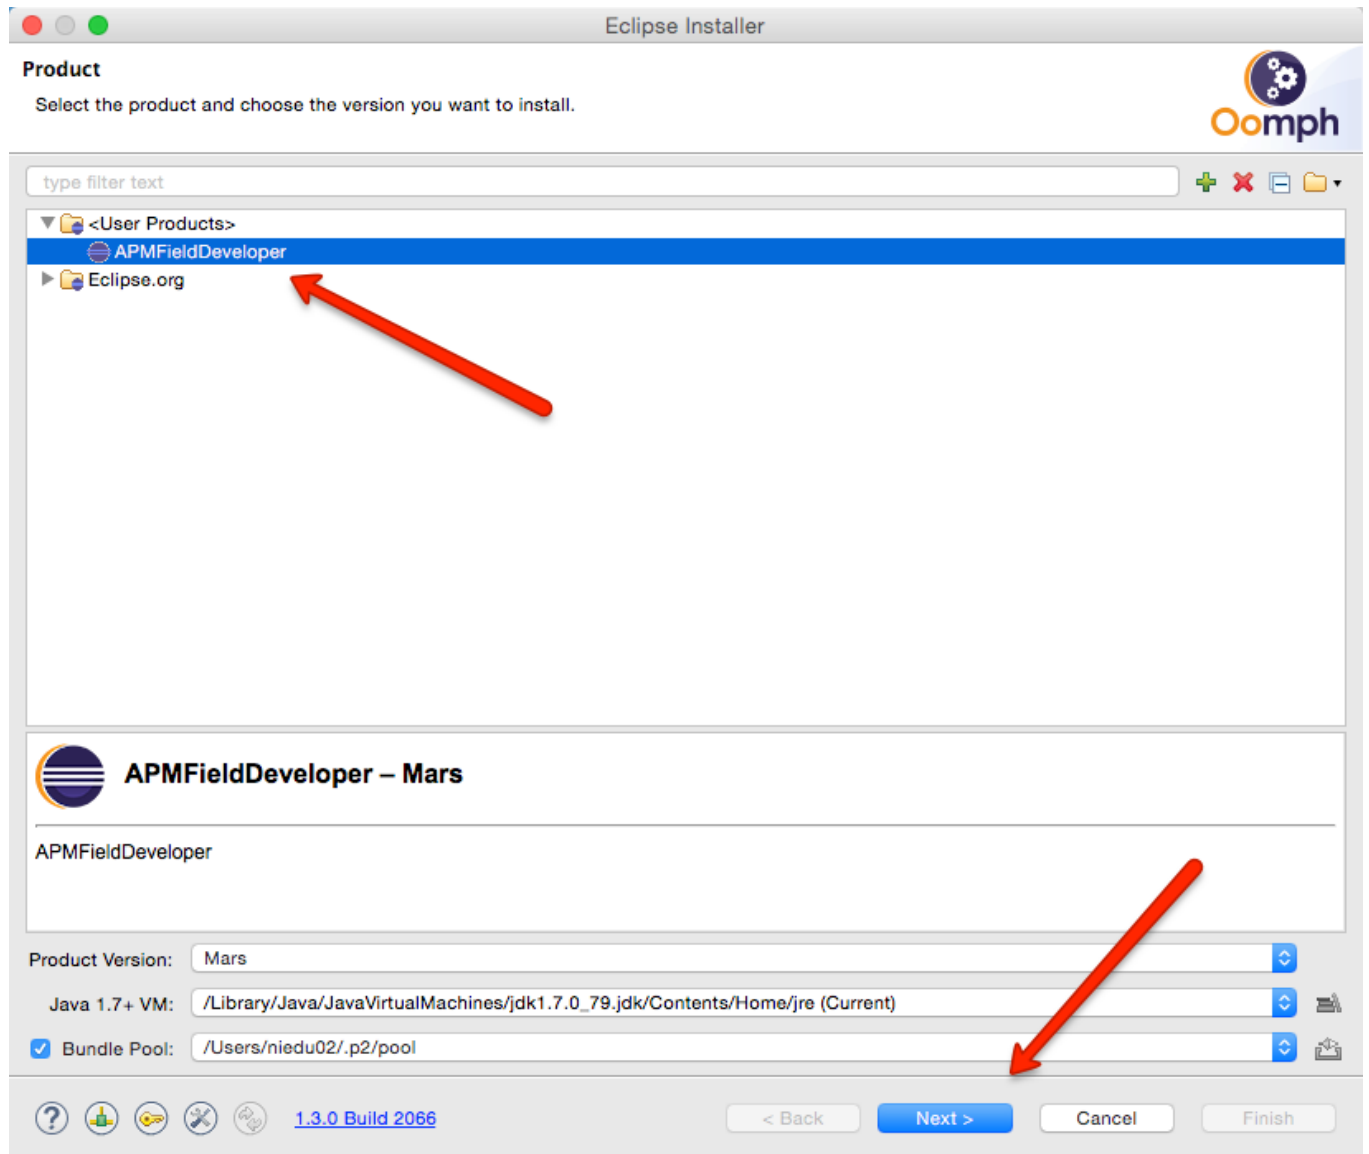 Eclipse Installer
Product
Select the product and choose the version you want to install.
Oomph
type filter text
<User Products>
APMFieldDeveloper
Eclipse.org
APMFieldDeveloper – Mars
APMFieldDeveloper
Product Version: Mars
Java 1.7+ VM: /Library/Java/JavaVirtualMachines/jdk1.7.0_79.jdk/Contents/Home/jre (Current)
Bundle Pool: /Users/niedu02/.p2/pool
? 1.3.0 Build 2066 < Back Next > Cancel Finish